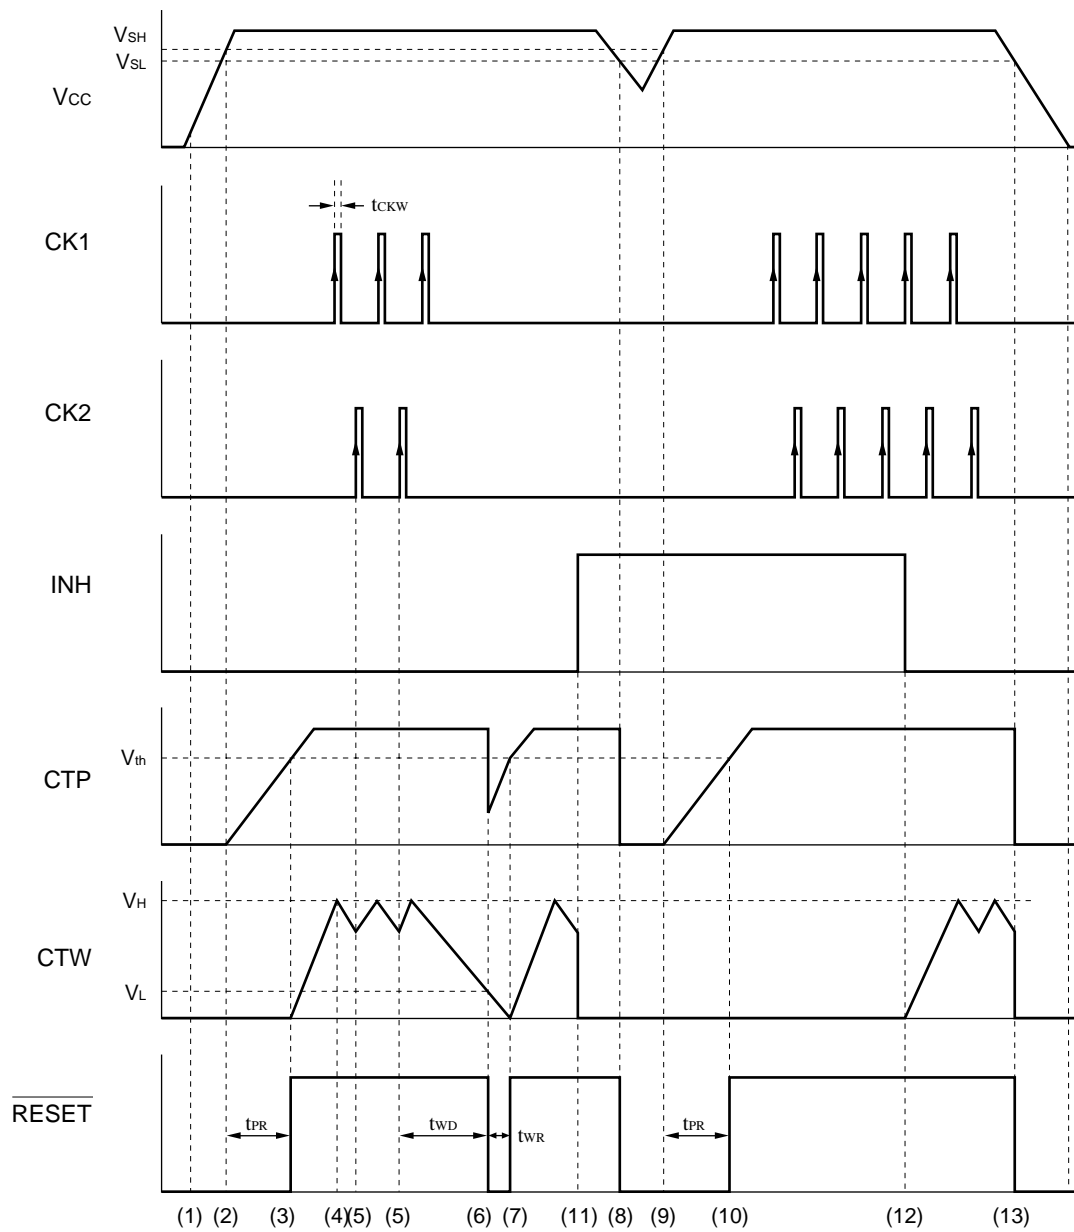 VSH
VSL
VCC
tCKW
CK1
CK2
INH
Vth
CTP
VH
CTW
VL
RESET
tPR
tWD
tWR
tPR
(1) (2) (3) (4)(5) (5) (6) (7) (11) (8) (9) (10) (12) (13)